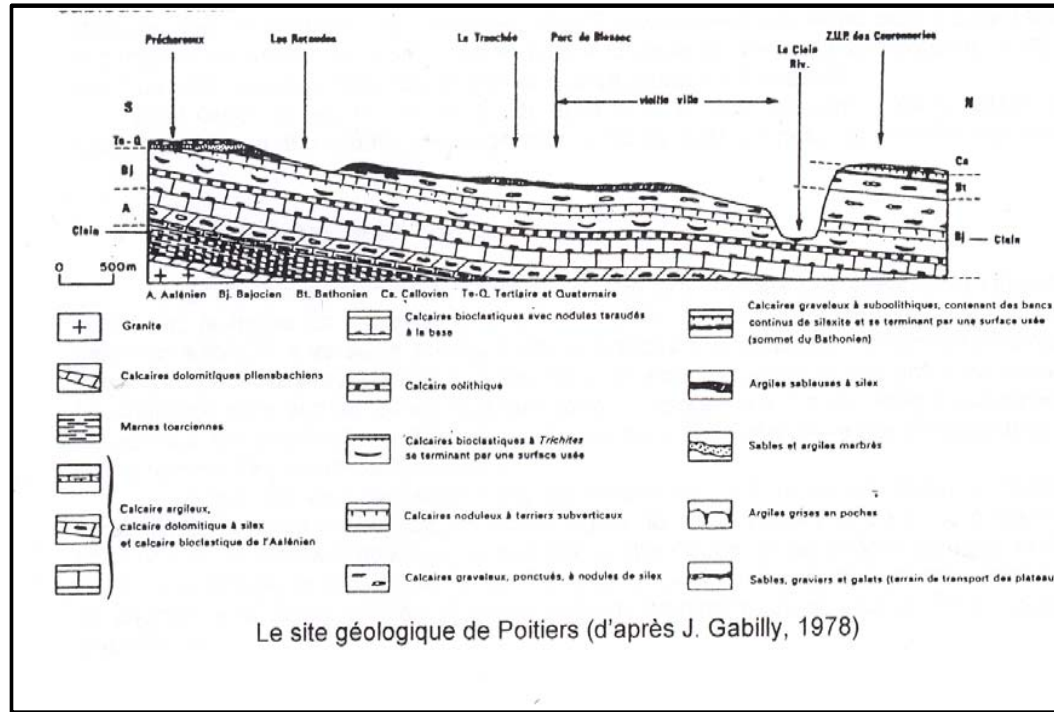 Précharaux Les Rataudes La Tranchée Parc de Blossac Le Clain Riv. Z.U.P. des Couronneries
vieille ville
S N
Te-Q
Bj
A
Clain
Ca
Bt
Bj
Clain
0 500m
A. Aalénien Bj. Bajocien Bt. Bathonien Ca. Callovien Te-Q. Tertiaire et Quaternaire
Granite
Calcaires dolomitiques pliensbachiens
Marnes toarciennes
Calcaire argileux,
calcaire dolomitique à silex
et calcaire bioclastique de l'Aalénien
Calcaires bioclastiques avec nodules taraudés
à la base
Calcaire oolithique
Calcaires bioclastiques à Trichites
se terminant par une surface usée
Calcaires noduleux à terriers subverticaux
Calcaires graveleux, ponctués, à nodules de silex
Calcaires graveleux à suboolithiques, contenant des bancs
continus de silexite et se terminant par une surface usée
(sommet du Bathonien)
Argiles sableuses à silex
Sables et argiles marbrés
Argiles grises en poches
Sables, graviers et galets (terrain de transport des plateau
Le site géologique de Poitiers (d'après J. Gabilly, 1978)